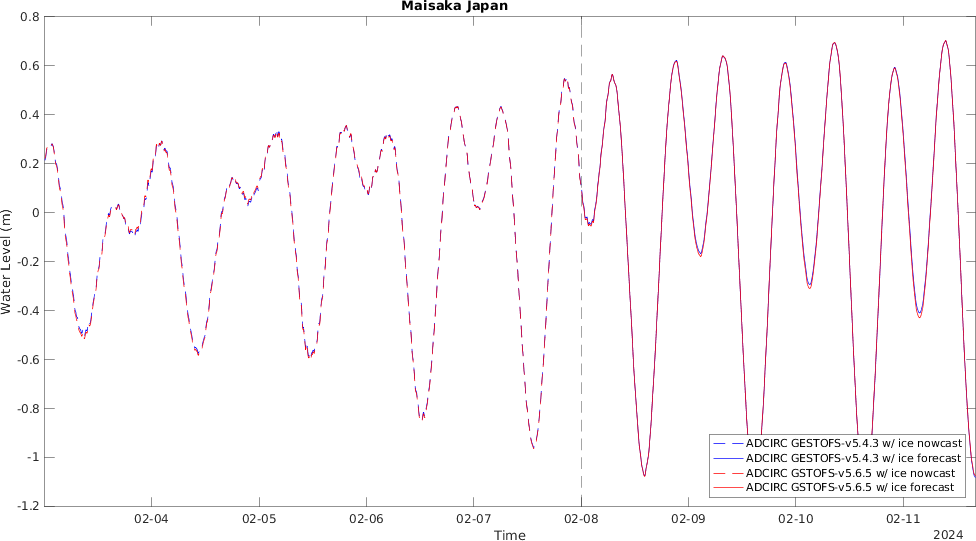 Maisaka Japan
0.8
0.6
0.4
0.2
0
-0.2
-0.4
-0.6
-0.8
-1
-1.2
Water Level (m)
ADCIRC GESTOFS-v5.4.3 w/ ice nowcast
ADCIRC GESTOFS-v5.4.3 w/ ice forecast
ADCIRC GSTOFS-v5.6.5 w/ ice nowcast
ADCIRC GSTOFS-v5.6.5 w/ ice forecast
02-04 02-05 02-06 02-07 02-08 02-09 02-10 02-11
Time
2024